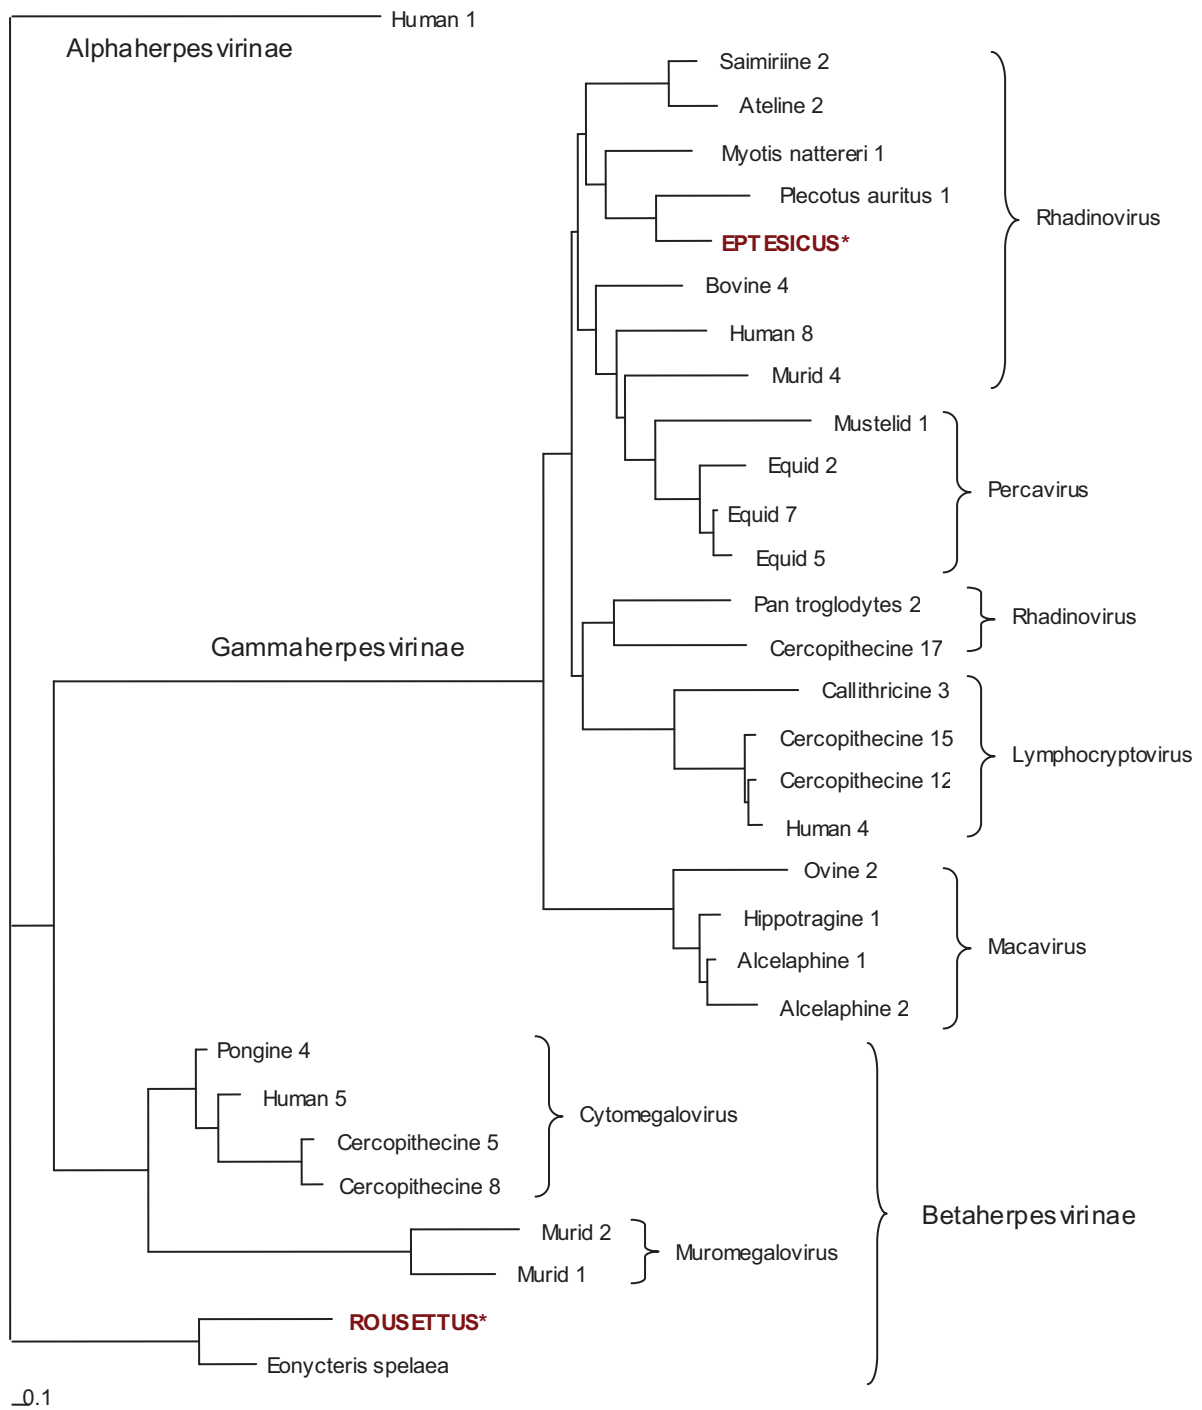 Human 1
Alphaherpesvirinae
Saimiriine 2
Ateline 2
Myotis nattereri 1
Plecotus auritus 1
Rhadinovirus
EPTESICUS*
Bovine 4
Human 8
Murid 4
Mustelid 1
Equid 2
Percavirus
Equid 7
Equid 5
Pan troglodytes 2
Rhadinovirus
Gammaherpesvirinae
Cercopithecine 17
Callithricine 3
Cercopithecine 15
Lymphocryptovirus
Cercopithecine 12
Human 4
Ovine 2
Hippotragine 1
Macavirus
Alcelaphine 1
Alcelaphine 2
Pongine 4
Human 5
Cytomegalovirus
Cercopithecine 5
Cercopithecine 8
Betaherpesvirinae
Murid 2
Muromegalovirus
Murid 1
ROUSETTUS*
Eonycteris spelaea
0.1